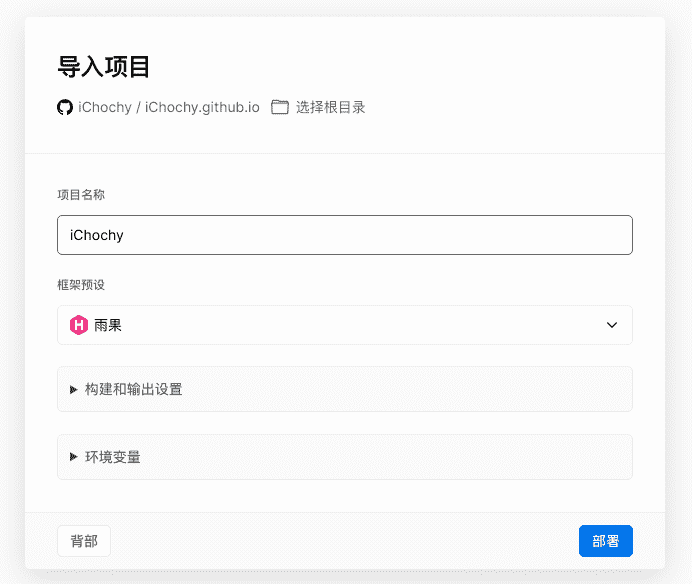 导入项目
iChochy / iChochy.github.io 选择根目录
项目名称
iChochy
框架预设
H 雨果
构建和输出设置
环境变量
背部 部署